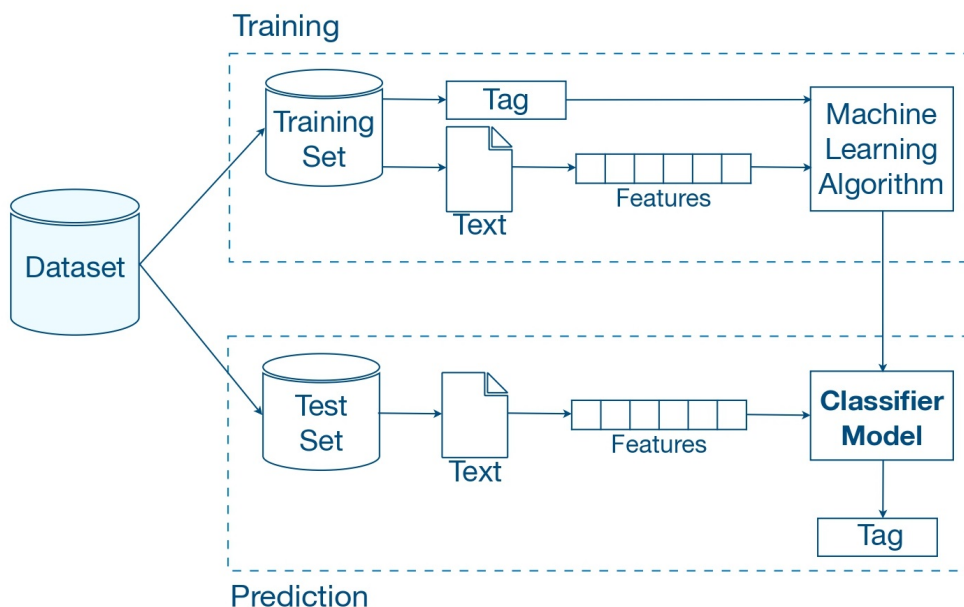 Training
Training
Set
Tag
Text
Features
Machine
Learning
Algorithm
Dataset
Test
Set
Text
Features
Classifier
Model
Tag
Prediction